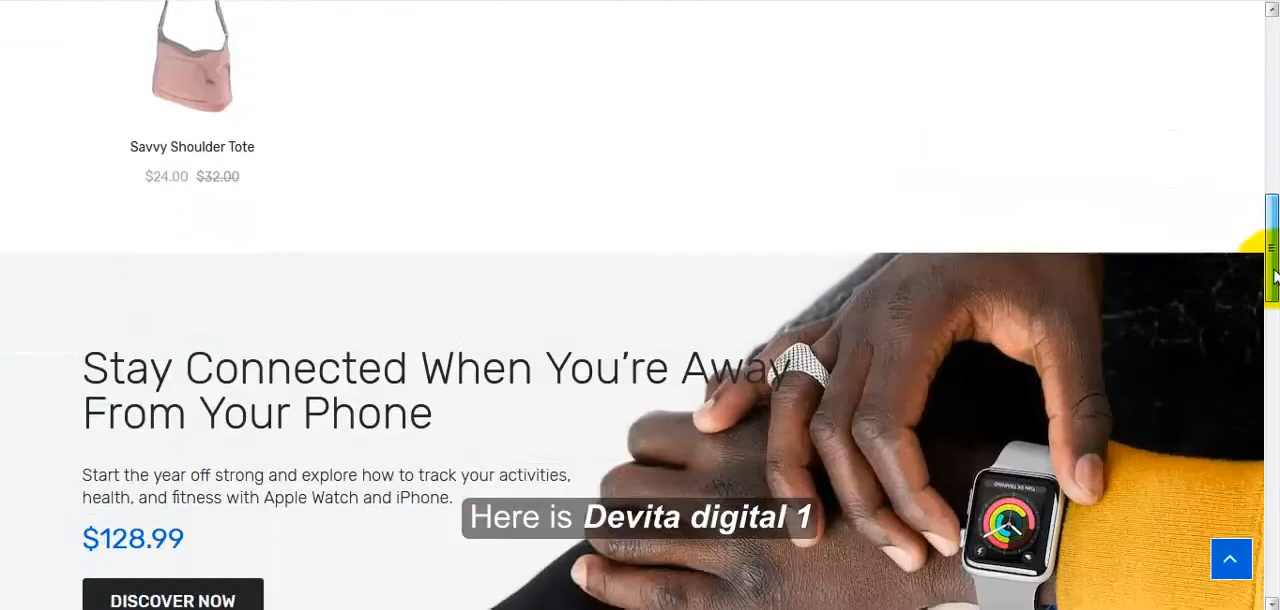 Savvy Shoulder Tote
$24.00 $32.00
Stay Connected When You're Away
From Your Phone
Start the year off strong and explore how to track your activities,
health, and fitness with Apple Watch and iPhone.
Here is Devita digital 1
$128.99
DISCOVER NOW